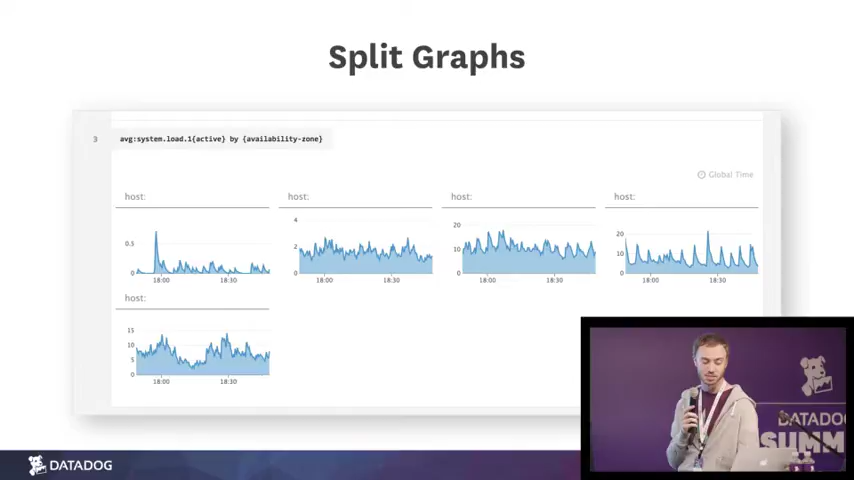 Split Graphs
3 avg:system.load.1{active} by {availability-zone}
Global Time
host: host: host: host:
0.5
0
18:00 18:30
4
2
0
18:00 18:30
20
10
0
18:00 18:30
20
10
0
18:00 18:30
host:
15
10
5
0
18:00 18:30
DATADOG
SUMM
DATADOG